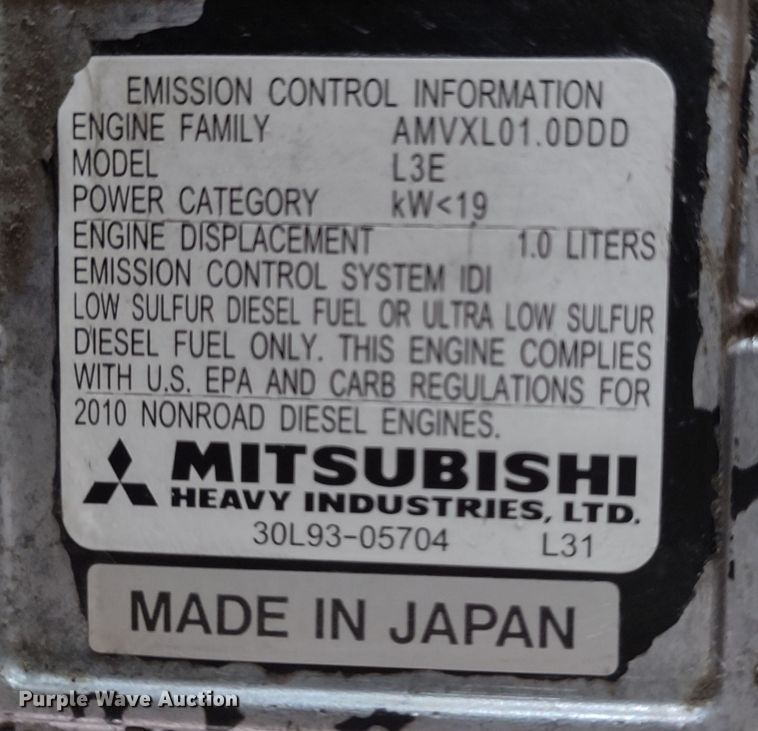 EMISSION CONTROL INFORMATION
ENGINE FAMILY AMVXL01.0DDD
MODEL L3E
POWER CATEGORY kW<19
ENGINE DISPLACEMENT 1.0 LITERS
EMISSION CONTROL SYSTEM IDI
LOW SULFUR DIESEL FUEL OR ULTRA LOW SULFUR
DIESEL FUEL ONLY. THIS ENGINE COMPLIES
WITH U.S. EPA AND CARB REGULATIONS FOR
2010 NONROAD DIESEL ENGINES.
MITSUBISHI
HEAVY INDUSTRIES, LTD.
30L93-05704 L31
MADE IN JAPAN
Purple Wave Auction